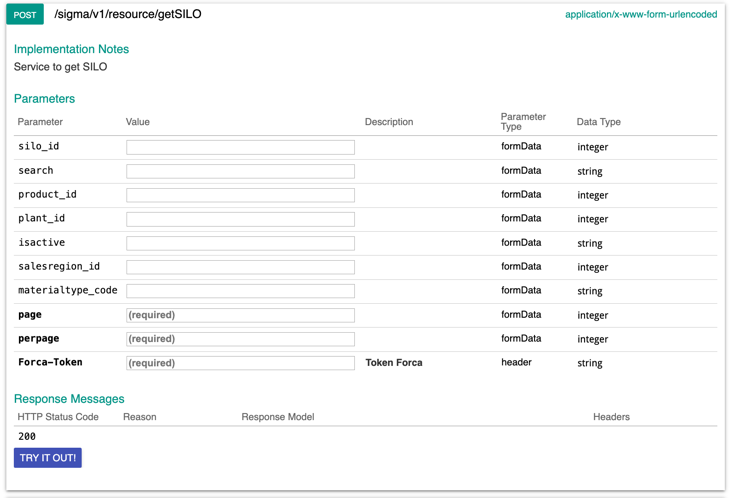 POST /sigma/v1/resource/getSILO application/x-www-form-urlencoded
Implementation Notes
Service to get SILO
Parameters
Parameter Value Description Parameter Type Data Type
silo_id formData integer
search formData string
product_id formData integer
plant_id formData integer
isactive formData string
salesregion_id formData integer
materialtype_code formData string
page (required) formData integer
perpage (required) formData integer
Forca-Token (required) Token Forca header string
Response Messages
HTTP Status Code Reason Response Model Headers
200
TRY IT OUT!